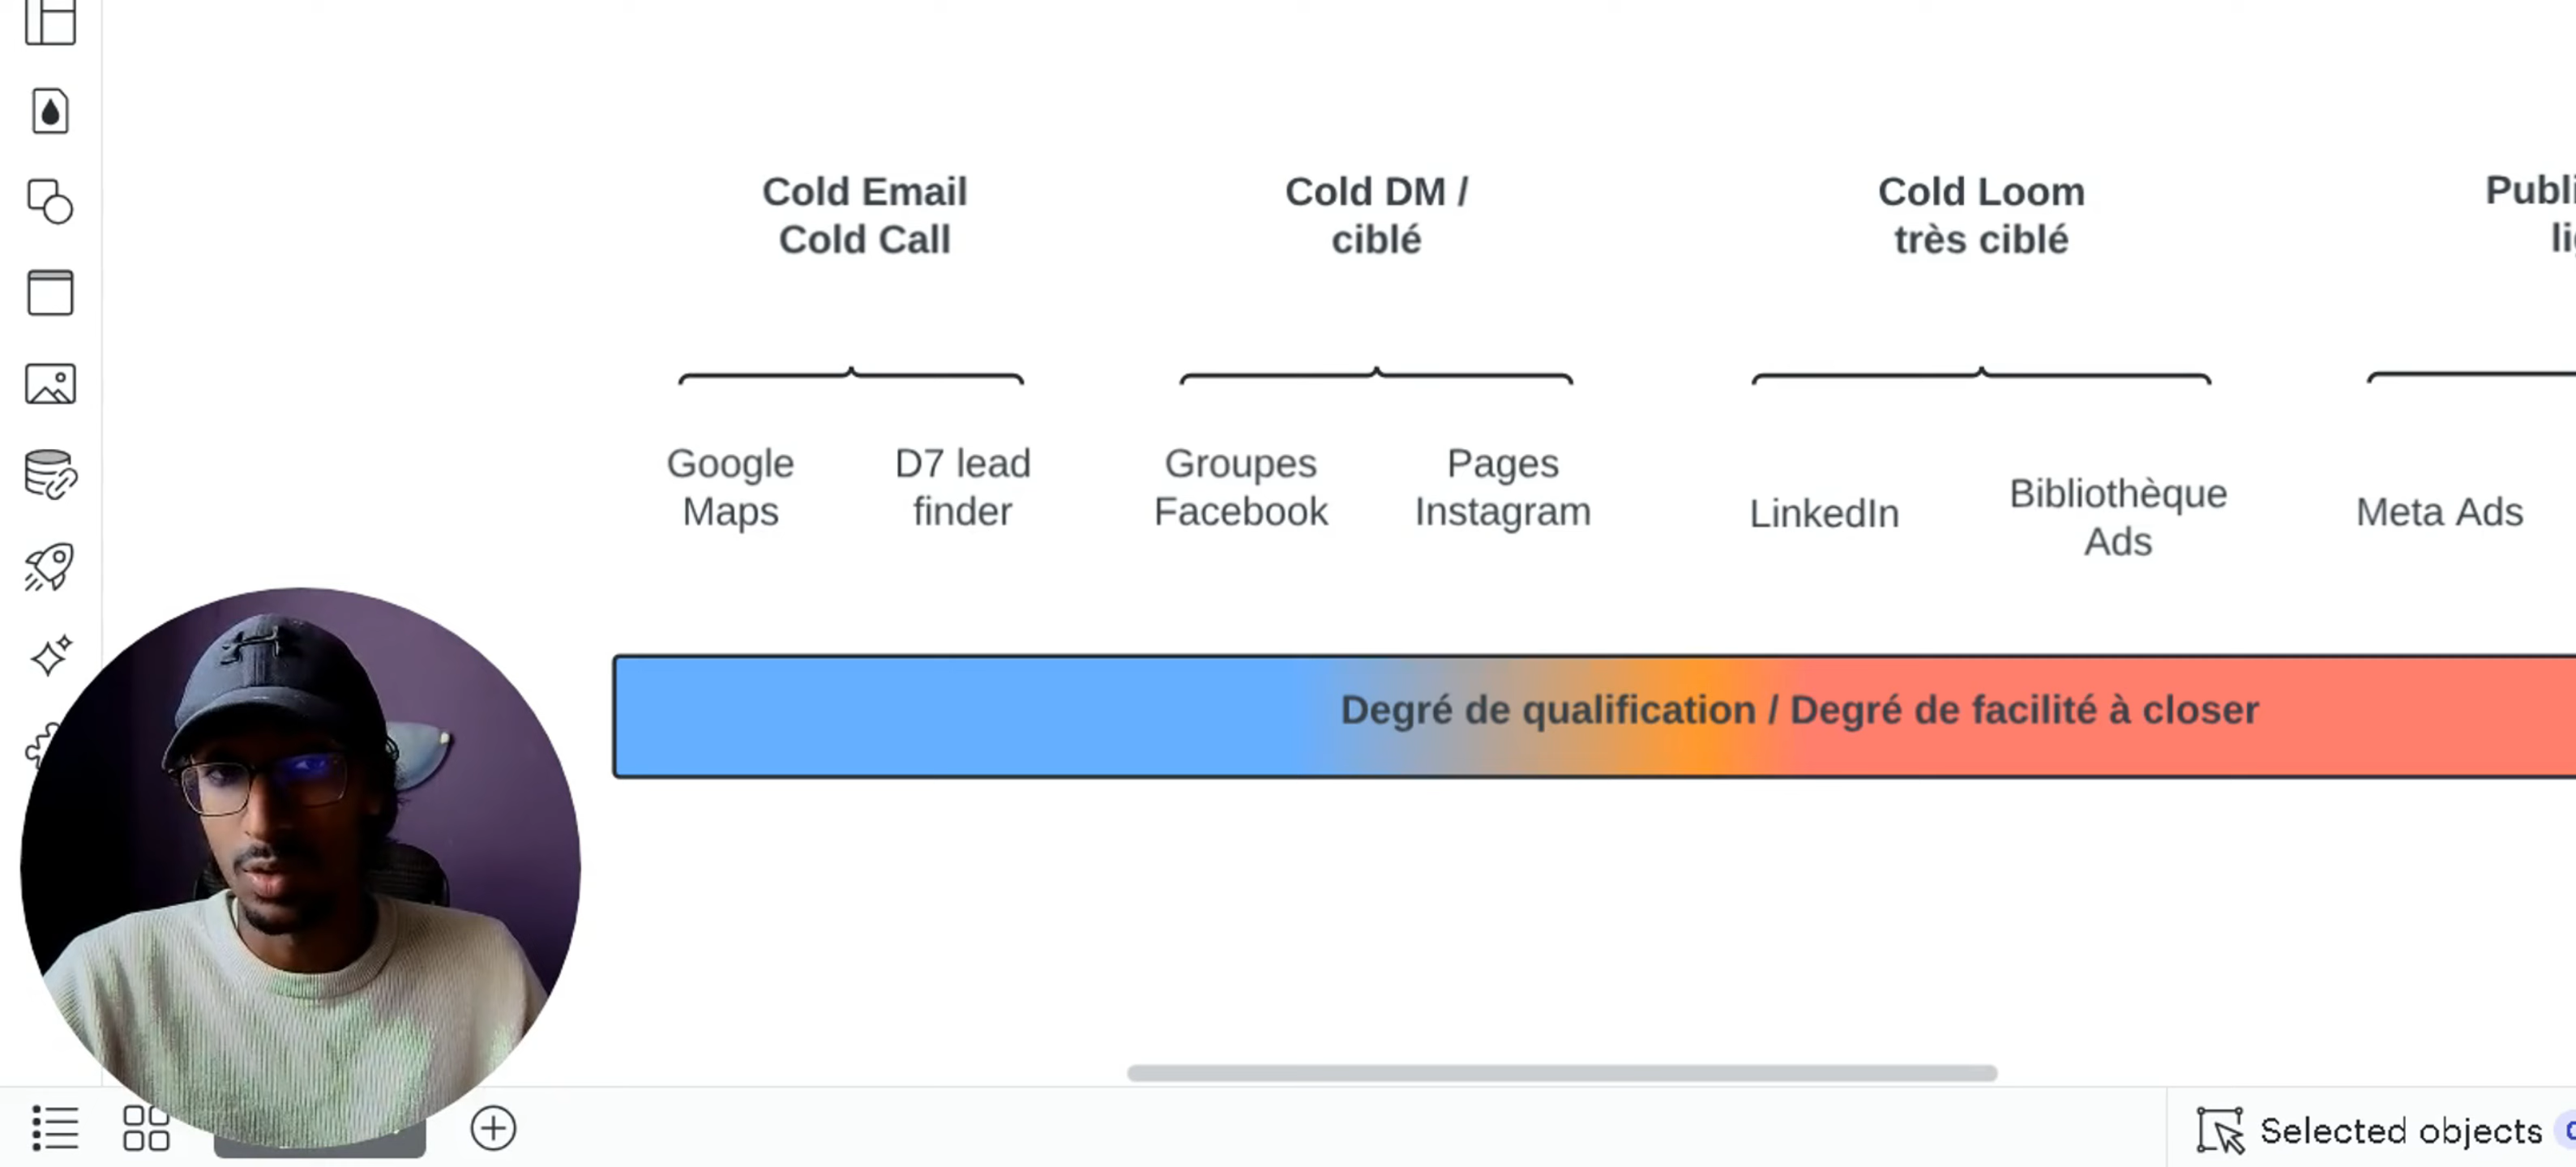 Cold Email
Cold Call
Cold DM /
ciblé
Cold Loom
très ciblé
Google
Maps
D7 lead
finder
Groupes
Facebook
Pages
Instagram
LinkedIn
Bibliothèque
Ads
Meta Ads
Degré de qualification / Degré de facilité à closer
Selected objects